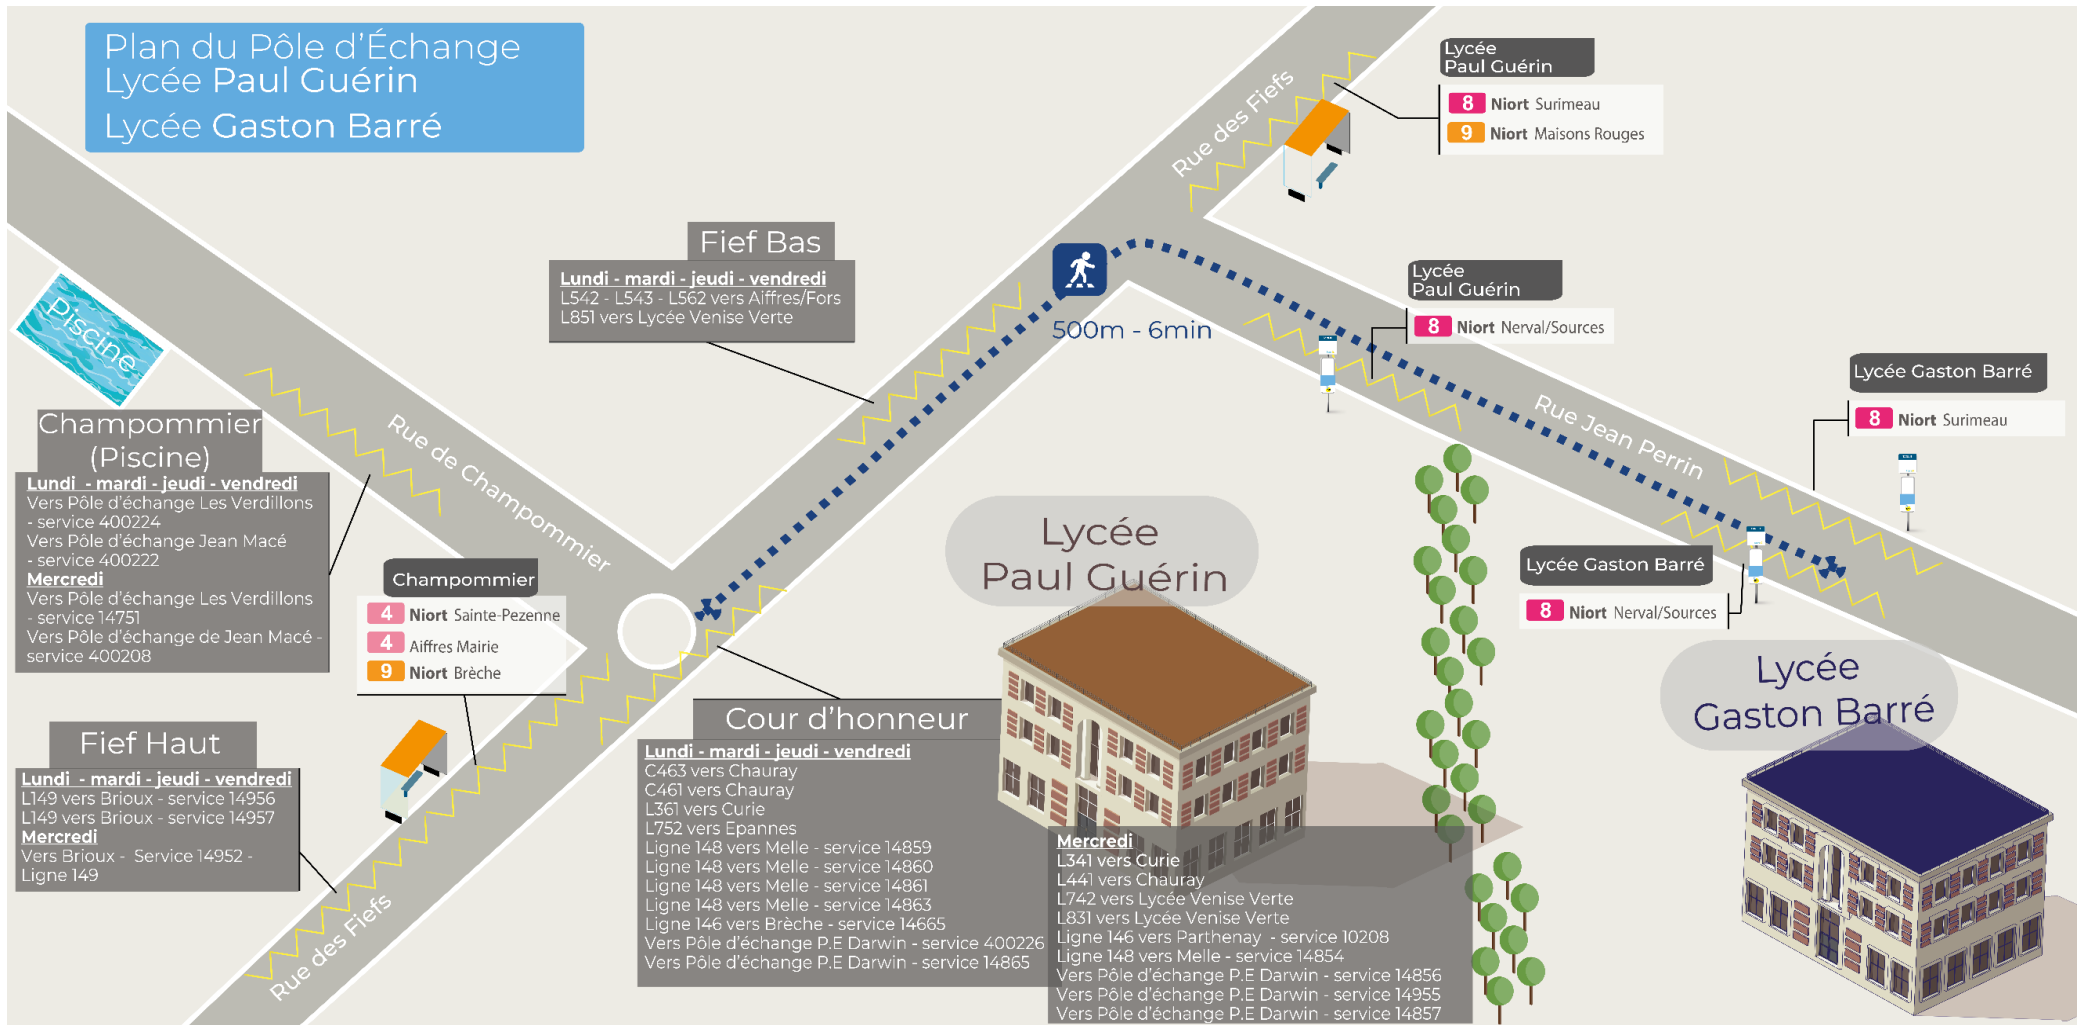 Plan du Pôle d'Échange
Lycée Paul Guérin
Lycée Gaston Barré
Rue des Fiefs
Lycée
Paul Guérin
8 Niort Surimeau
9 Niort Maisons Rouges
Fief Bas
Lundi - mardi - jeudi - vendredi
L542 - L543 - L562 vers Aiffres/Fors
L851 vers Lycée Venise Verte
500m - 6min
Lycée
Paul Guérin
8 Niort Nerval/Sources
Piscine
Rue de Champommier
Rue Jean Perrin
Lycée Gaston Barré
8 Niort Surimeau
Champommier
(Piscine)
Lundi - mardi - jeudi - vendredi
Vers Pôle d'échange Les Verdillons
- service 400224
Vers Pôle d'échange Jean Macé
- service 400222
Mercredi
Vers Pôle d'échange Les Verdillons
- service 14751
Vers Pôle d'échange de Jean Macé -
service 400208
Champommier
4 Niort Sainte-Pezenne
4 Aiffres Mairie
9 Niort Brèche
Lycée
Paul Guérin
Lycée Gaston Barré
8 Niort Nerval/Sources
Lycée
Gaston Barré
Fief Haut
Lundi - mardi - jeudi - vendredi
L149 vers Brioux - service 14956
L149 vers Brioux - service 14957
Mercredi
Vers Brioux - Service 14952 -
Ligne 149
Rue des Fiefs
Cour d'honneur
Lundi - mardi - jeudi - vendredi
C463 vers Chauray
C461 vers Chauray
L361 vers Curie
L752 vers Epannes
Ligne 148 vers Melle - service 14859
Ligne 148 vers Melle - service 14860
Ligne 148 vers Melle - service 14861
Ligne 148 vers Melle - service 14863
Ligne 146 vers Brèche - service 14665
Vers Pôle d'échange P.E Darwin - service 400226
Vers Pôle d'échange P.E Darwin - service 14865
Mercredi
L341 vers Curie
L441 vers Chauray
L742 vers Lycée Venise Verte
L831 vers Lycée Venise Verte
Ligne 146 vers Parthenay - service 10208
Ligne 148 vers Melle - service 14854
Vers Pôle d'échange P.E Darwin - service 14856
Vers Pôle d'échange P.E Darwin - service 14955
Vers Pôle d'échange P.E Darwin - service 14857